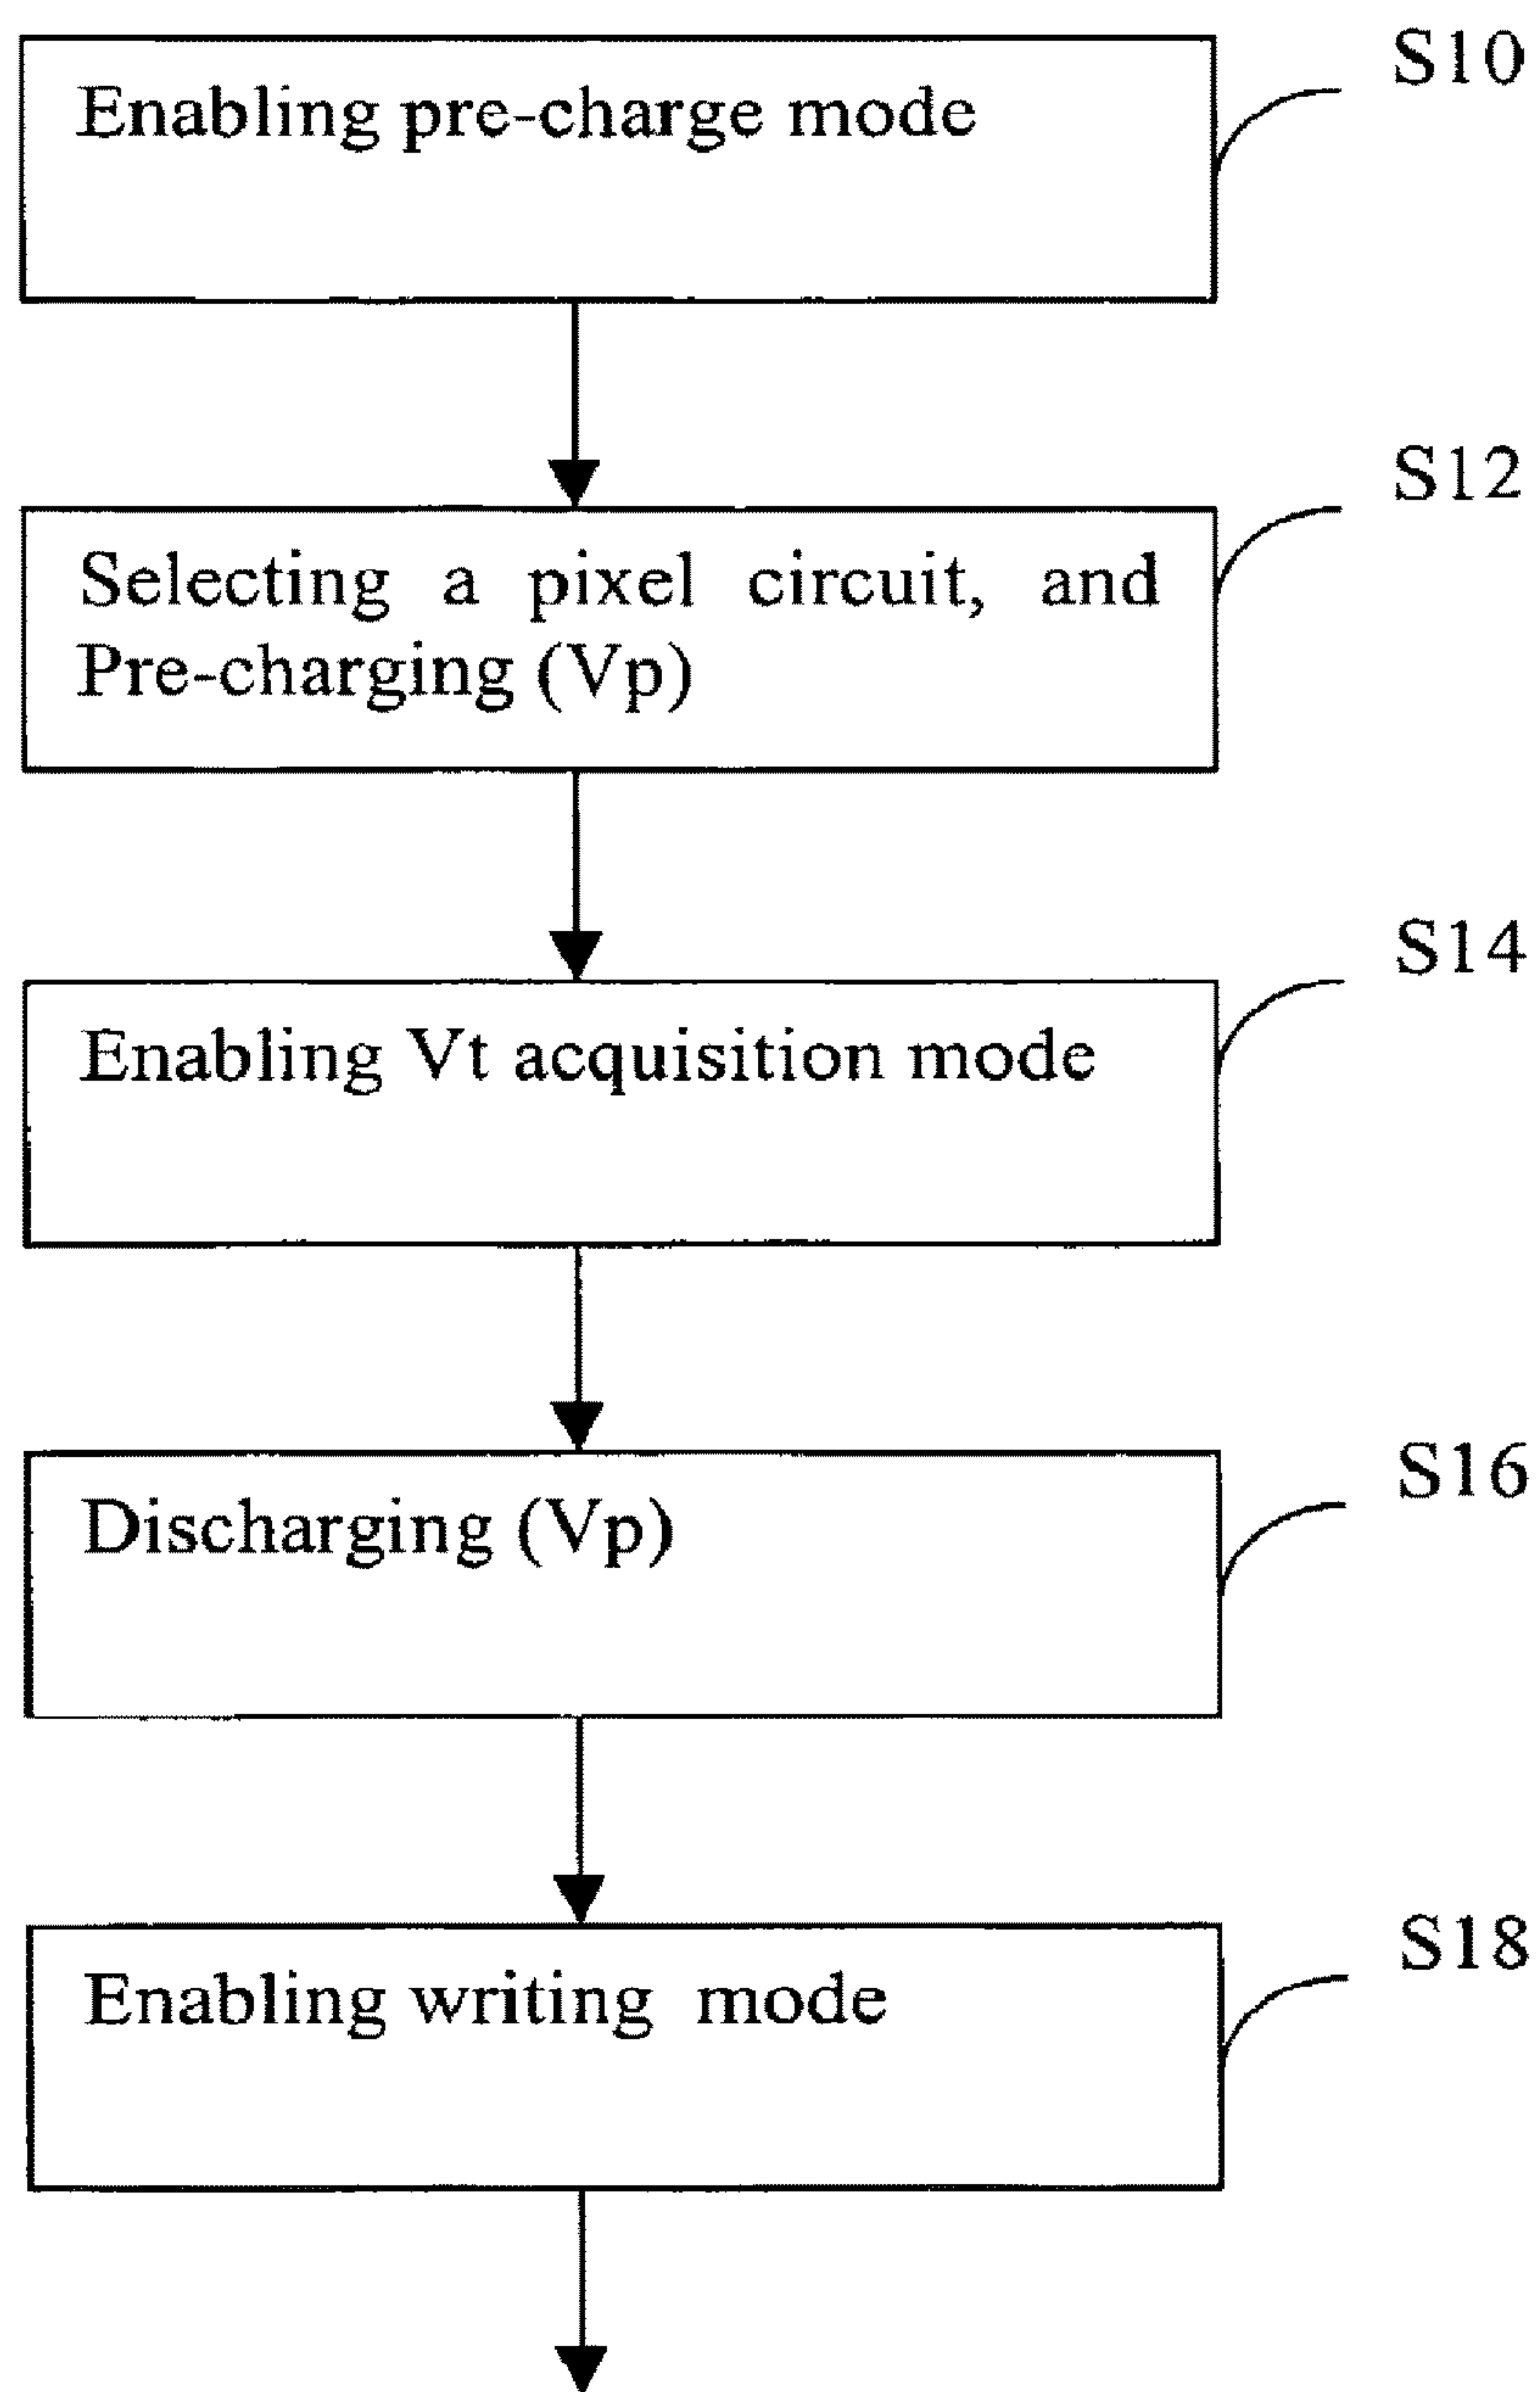 S10
Enabling pre-charge mode
S12
Selecting a pixel circuit, and
Pre-charging (Vp)
S14
Enabling Vt acquisition mode
S16
Discharging (Vp)
S18
Enabling writing mode